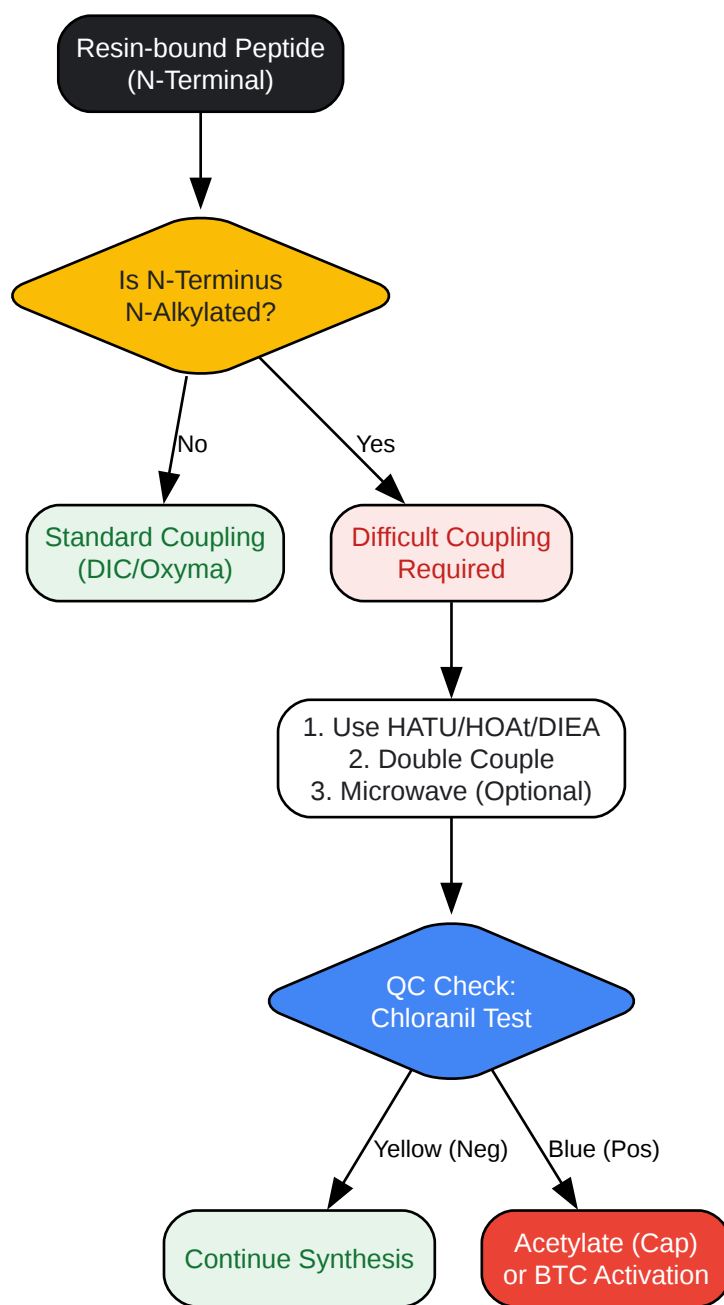 Resin-bound Peptide
(N-Terminal)
Is N-Terminus
N-Alkylated?
No
Yes
Standard Coupling
(DIC/Oxyma)
Difficult Coupling
Required
1. Use HATU/HOAt/DIEA
2. Double Couple
3. Microwave (Optional)
QC Check:
Chloranil Test
Yellow (Neg)
Blue (Pos)
Continue Synthesis
Acetylate (Cap)
or BTC Activation